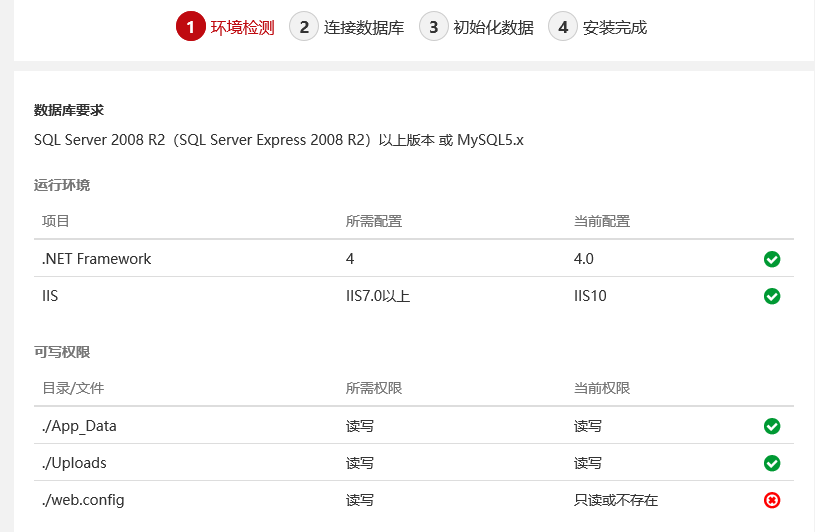 1 环境检测 2 连接数据库 3 初始化数据 4 安装完成
数据库要求
SQL Server 2008 R2（SQL Server Express 2008 R2）以上版本 或 MySQL5.x
运行环境
项目 所需配置 当前配置
.NET Framework 4 4.0
IIS IIS7.0以上 IIS10
可写权限
目录/文件 所需权限 当前权限
./App_Data 读写 读写
./Uploads 读写 读写
./web.config 读写 只读或不存在